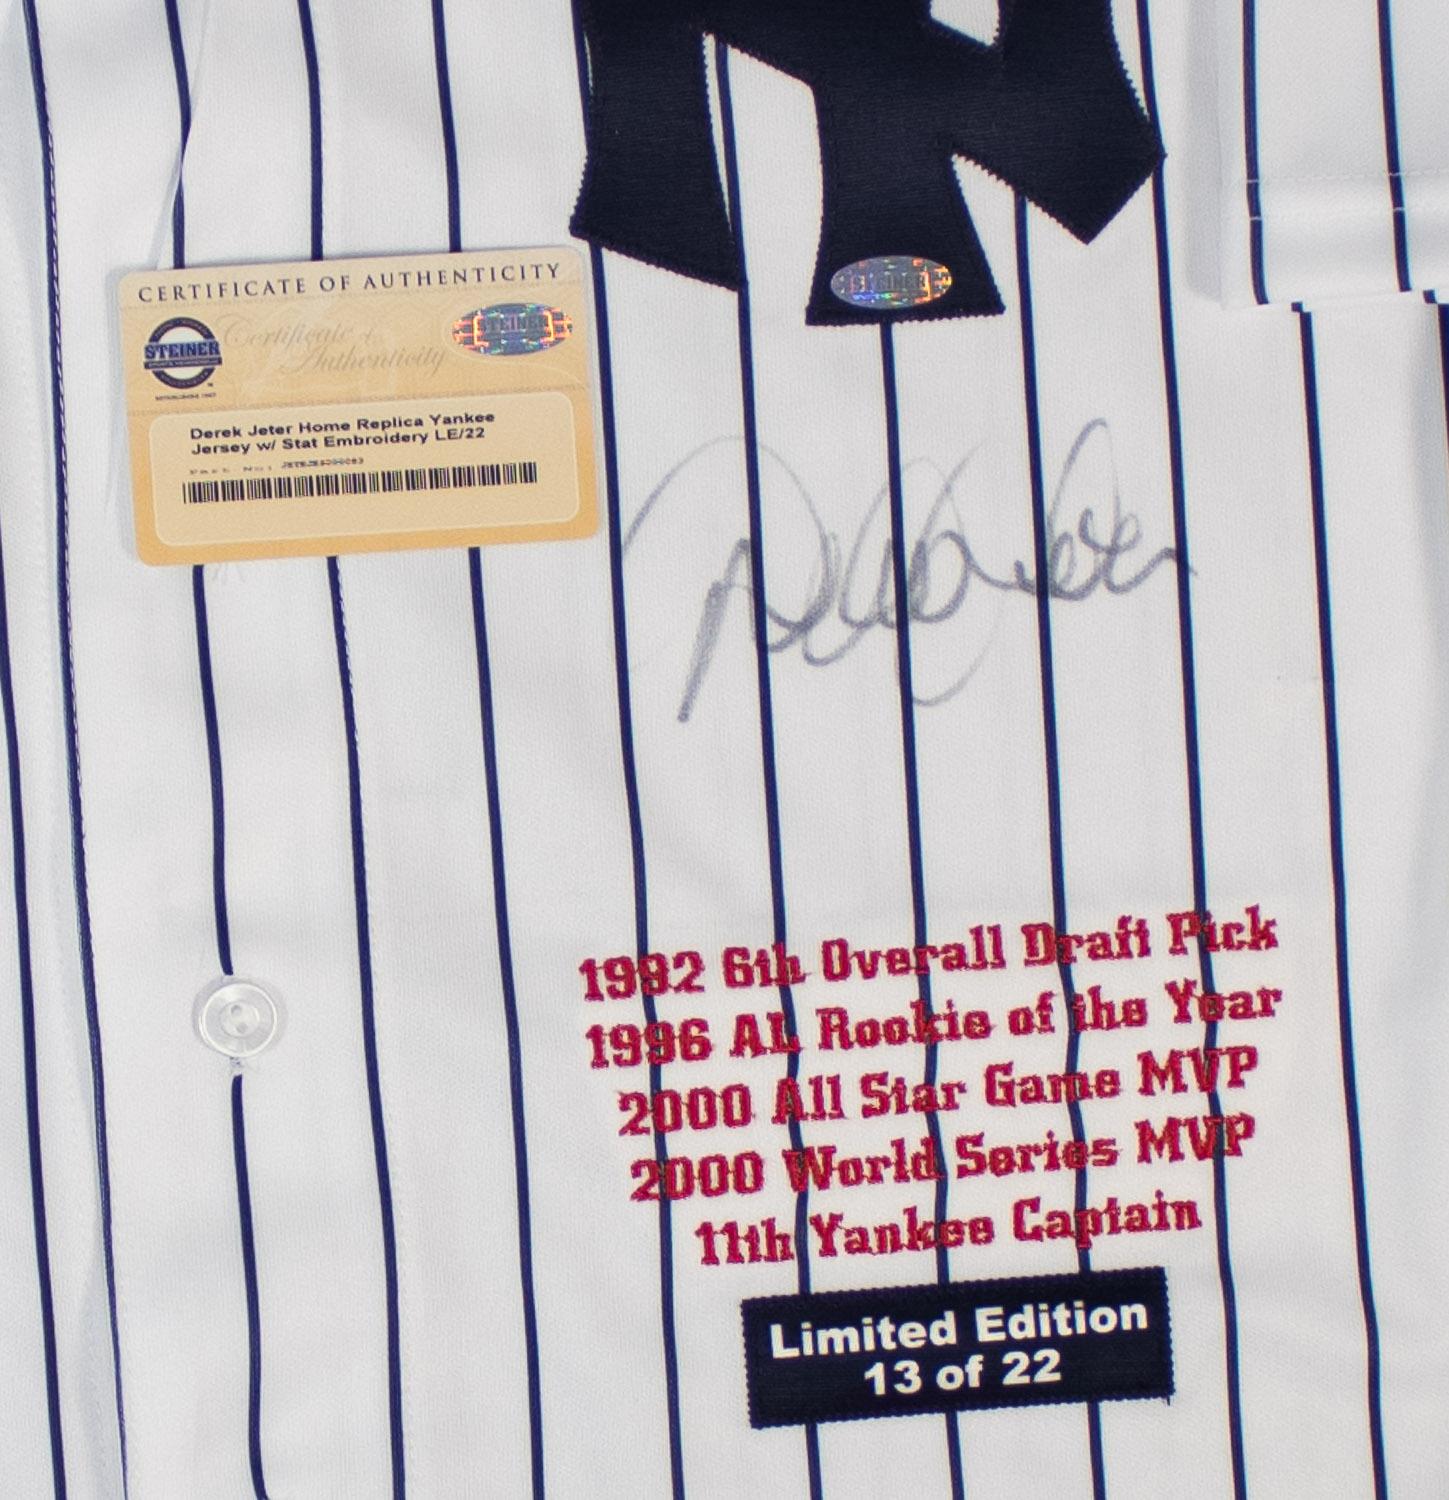 STEINER
CERTIFICATE OF AUTHENTICITY
STEINER
Certificate of Authenticity
STEINER
Derek Jeter Home Replica Yankee
Jersey w/ Stat Embroidery LE/22
Part No:
1992 6th Overall Draft Pick
1996 AL Rookie of the Year
2000 All Star Game MVP
2000 World Series MVP
11th Yankee Captain
Limited Edition
13 of 22